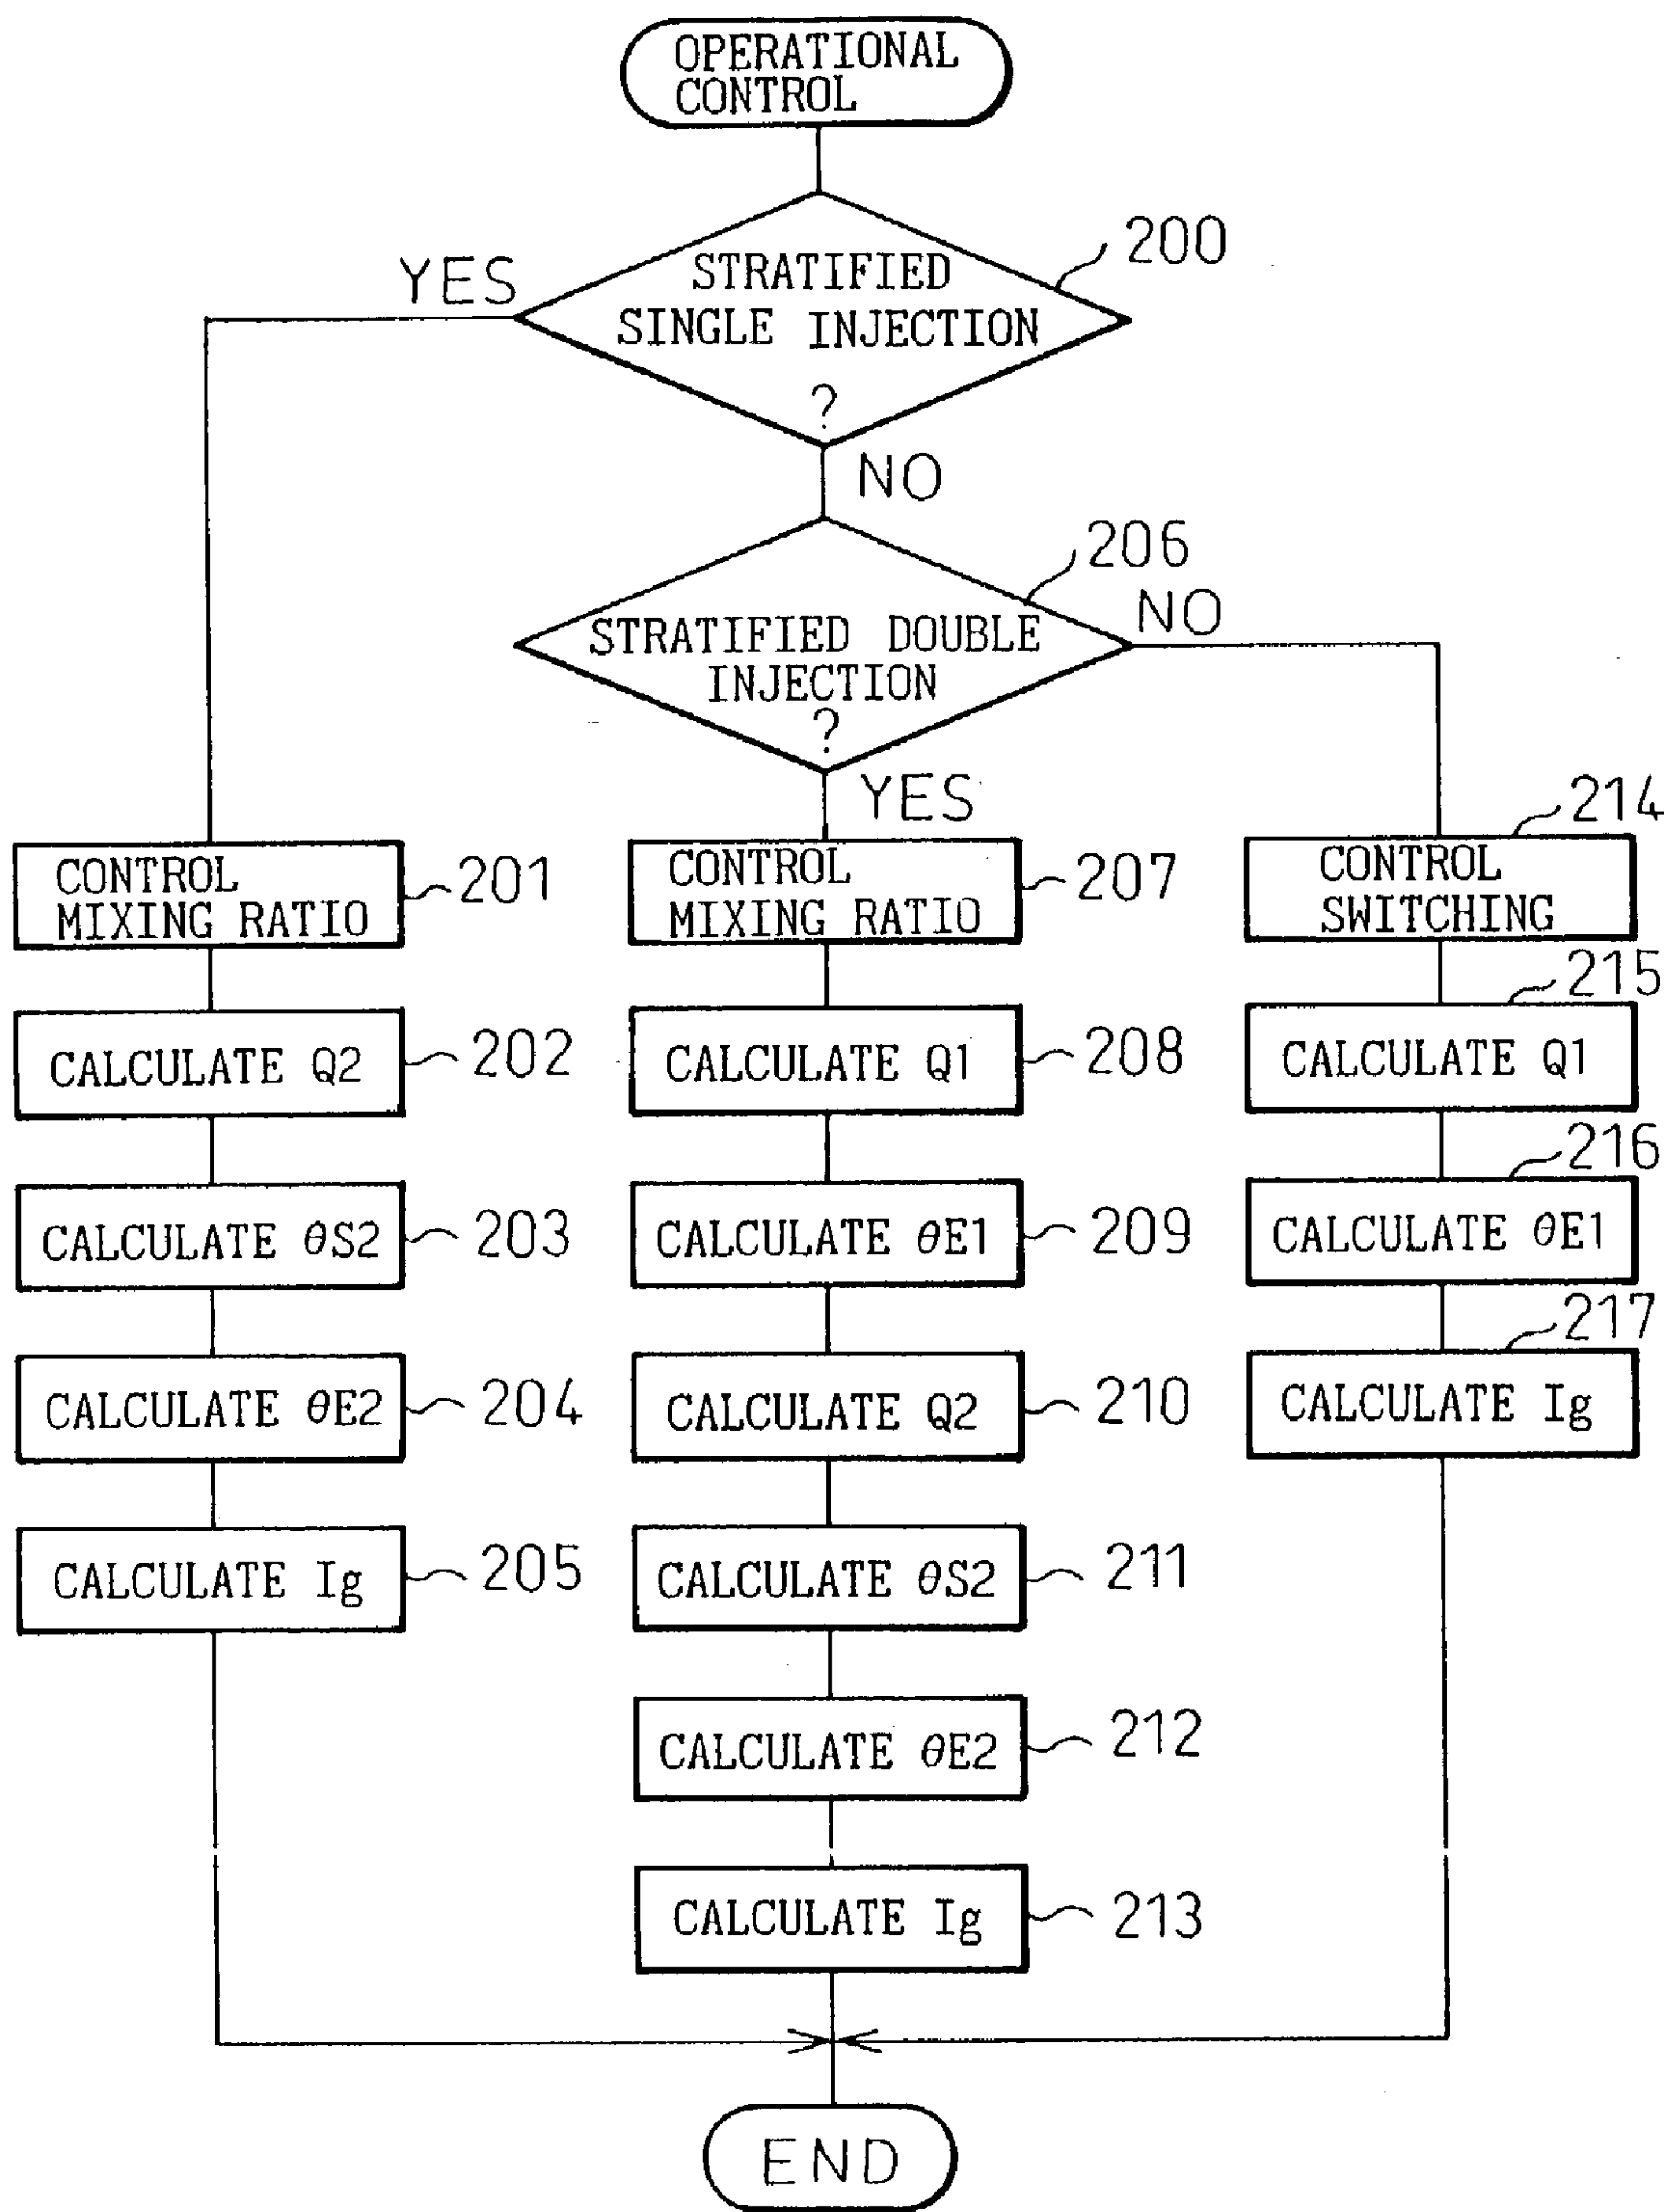 OPERATIONAL
CONTROL
200
YES
STRATIFIED
SINGLE INJECTION
?
NO
206
NO
STRATIFIED DOUBLE
INJECTION
?
YES
CONTROL
MIXING RATIO
201
CALCULATE Q2
202
CALCULATE θS2
203
CALCULATE θE2
204
CALCULATE Ig
205
CONTROL
MIXING RATIO
207
CALCULATE Q1
208
CALCULATE θE1
209
CALCULATE Q2
210
CALCULATE θS2
211
CALCULATE θE2
212
CALCULATE Ig
213
214
CONTROL
SWITCHING
215
CALCULATE Q1
216
CALCULATE θE1
217
CALCULATE Ig
END